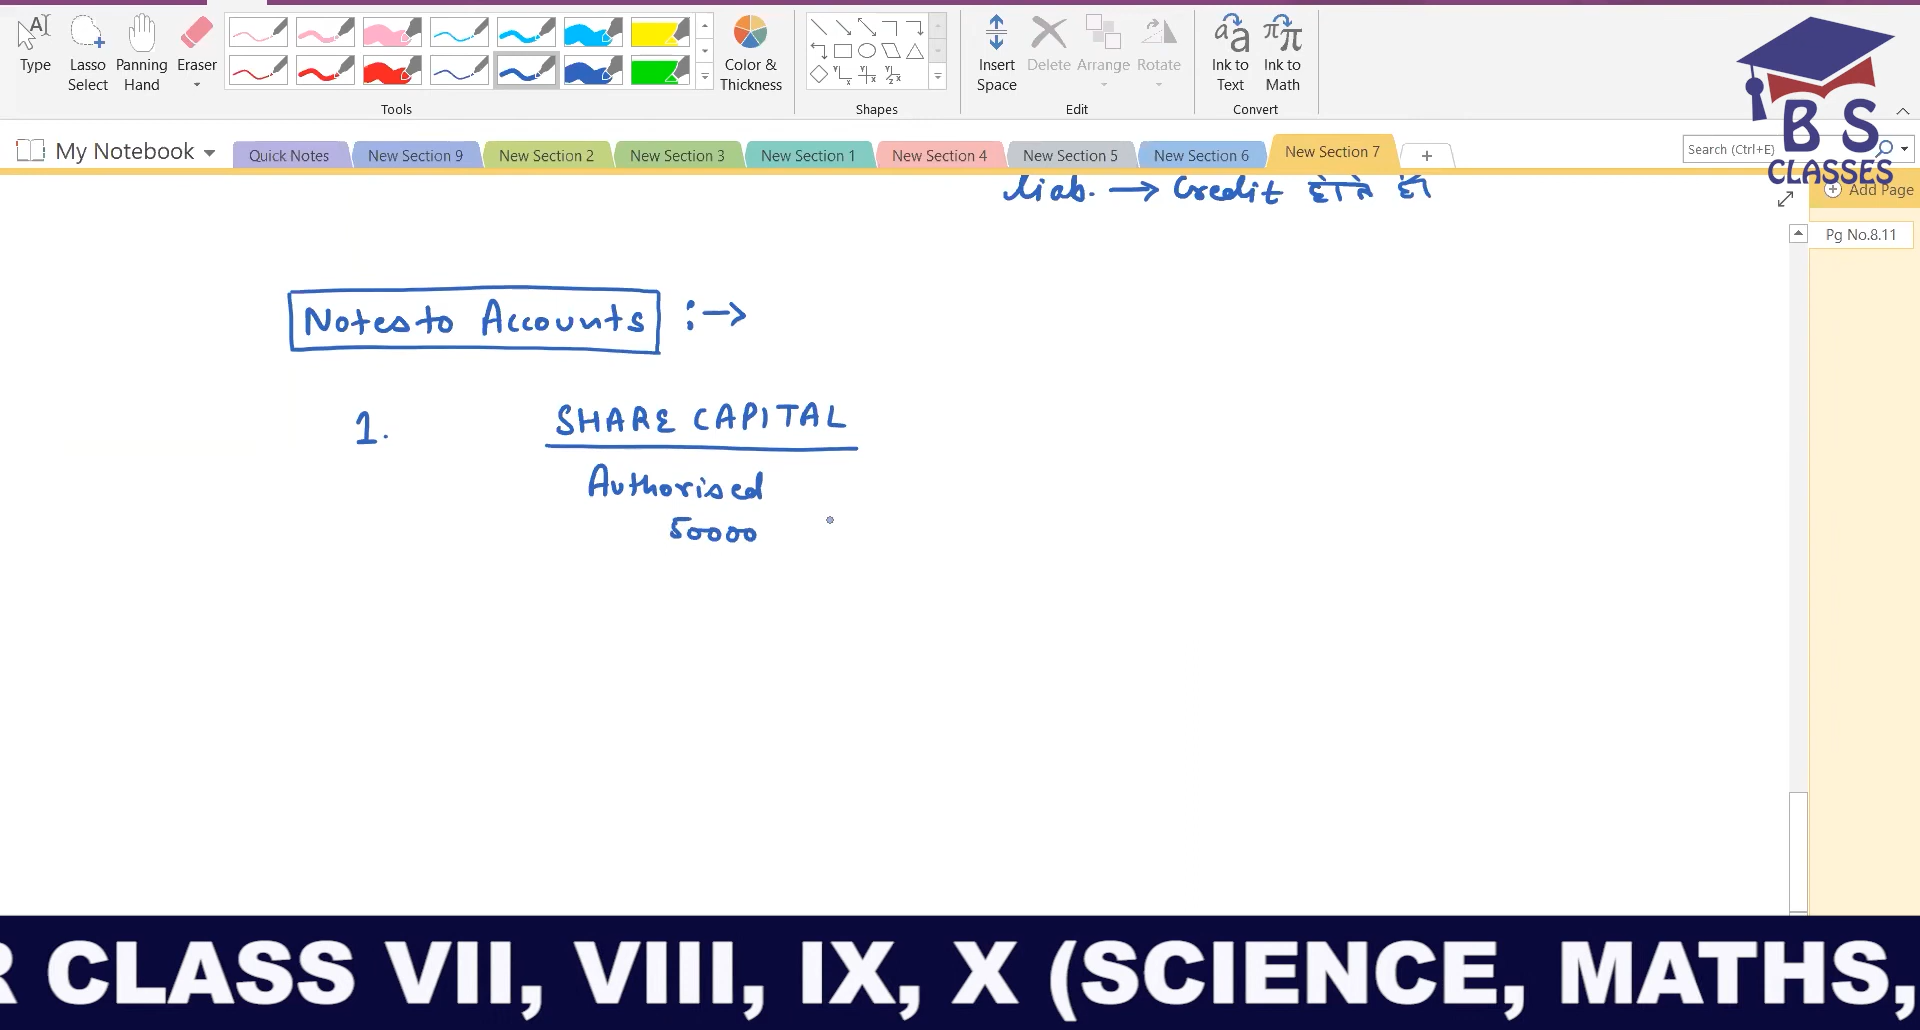 Type
Lasso
Select
Panning
Hand
Eraser
Tools
Color &
Thickness
Shapes
Insert
Space
Delete
Arrange
Rotate
Edit
Ink to
Text
Ink to
Math
Convert
B S
CLASSES
My Notebook
Quick Notes
New Section 9
New Section 2
New Section 3
New Section 1
New Section 4
New Section 5
New Section 6
New Section 7
Search (Ctrl+E)
Add Page
Pg No.8.11
liab. → Credit
Notes to Accounts :→
1. SHARE CAPITAL
Authorised
50000
R CLASS VII, VIII, IX, X (SCIENCE, MATHS,